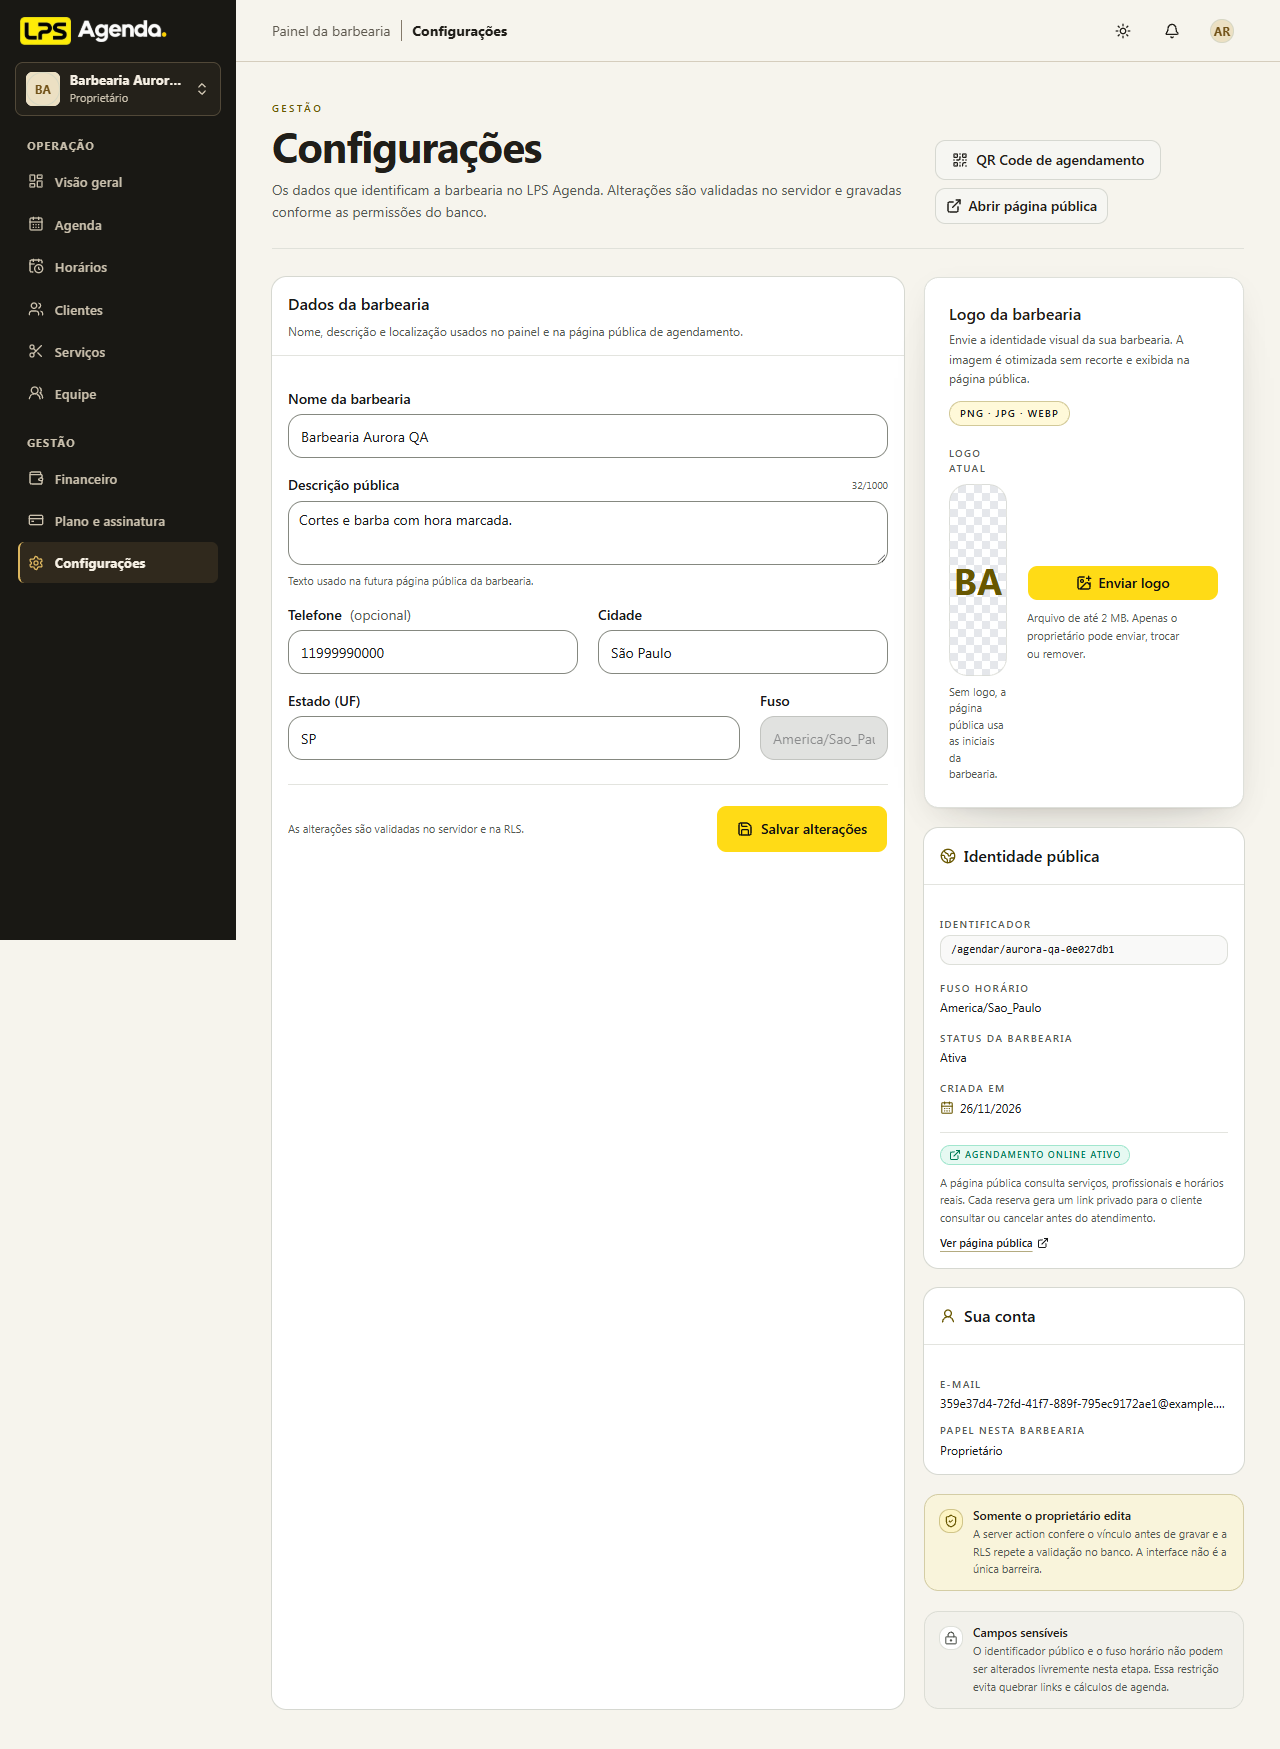 LPS Agenda.
BA
Barbearia Auror...
Proprietário
OPERAÇÃO
Visão geral
Agenda
Horários
Clientes
Serviços
Equipe
GESTÃO
Financeiro
Plano e assinatura
Configurações
Painel da barbearia
Configurações
AR
GESTÃO
Configurações
Os dados que identificam a barbearia no LPS Agenda. Alterações são validadas no servidor e gravadas
conforme as permissões do banco.
QR Code de agendamento
Abrir página pública
Dados da barbearia
Nome, descrição e localização usados no painel e na página pública de agendamento.
Nome da barbearia
Barbearia Aurora QA
Descrição pública
32/1000
Cortes e barba com hora marcada.
Texto usado na futura página pública da barbearia.
Telefone (opcional)
11999990000
Cidade
São Paulo
Estado (UF)
SP
Fuso
America/Sao_Pau
As alterações são validadas no servidor e na RLS.
Salvar alterações
Logo da barbearia
Envie a identidade visual da sua barbearia. A
imagem é otimizada sem recorte e exibida na
página pública.
PNG · JPG · WEBP
LOGO
ATUAL
BA
Sem logo, a
página
pública usa
as iniciais
da
barbearia.
Enviar logo
Arquivo de até 2 MB. Apenas o
proprietário pode enviar, trocar
ou remover.
Identidade pública
IDENTIFICADOR
/agendar/aurora-qa-0e027db1
FUSO HORÁRIO
America/Sao_Paulo
STATUS DA BARBEARIA
Ativa
CRIADA EM
26/11/2026
AGENDAMENTO ONLINE ATIVO
A página pública consulta serviços, profissionais e horários
reais. Cada reserva gera um link privado para o cliente
consultar ou cancelar antes do atendimento.
Ver página pública
Sua conta
E-MAIL
359e37d4-72fd-41f7-889f-795ec9172ae1@example....
PAPEL NESTA BARBEARIA
Proprietário
Somente o proprietário edita
A server action confere o vínculo antes de gravar e a
RLS repete a validação no banco. A interface não é a
única barreira.
Campos sensíveis
O identificador público e o fuso horário não podem
ser alterados livremente nesta etapa. Essa restrição
evita quebrar links e cálculos de agenda.